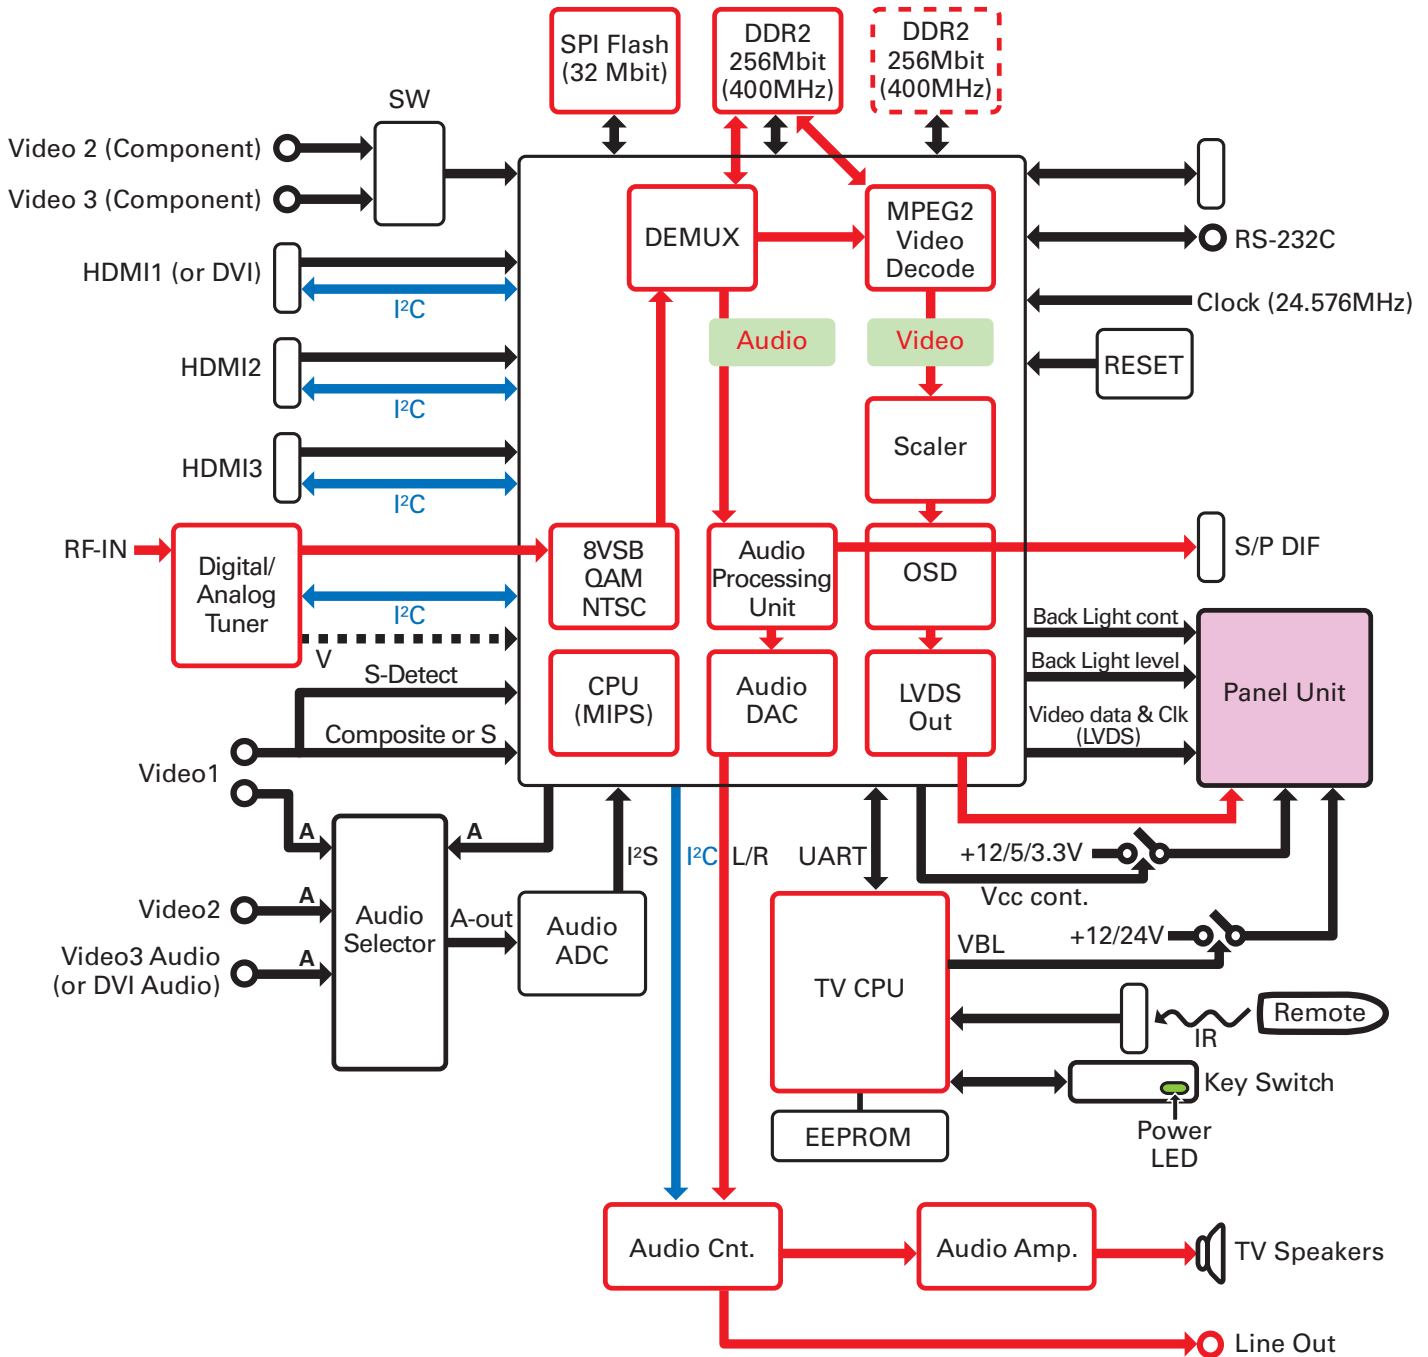 SPI Flash
(32 Mbit)
DDR2
256Mbit
(400MHz)
DDR2
256Mbit
(400MHz)
SW
Video 2 (Component)
Video 3 (Component)
HDMI1 (or DVI)
I²C
HDMI2
I²C
HDMI3
I²C
RF-IN
Digital/
Analog
Tuner
I²C
V
S-Detect
Composite or S
Video1
A
A
Video2
A
Video3 Audio
(or DVI Audio)
A
Audio
Selector
A-out
Audio
ADC
I²S
I²C
L/R
UART
DEMUX
MPEG2
Video
Decode
Audio
Video
Scaler
8VSB
QAM
NTSC
Audio
Processing
Unit
OSD
CPU
(MIPS)
Audio
DAC
LVDS
Out
RS-232C
Clock (24.576MHz)
RESET
S/P DIF
Back Light cont
Back Light level
Video data & Clk
(LVDS)
Panel Unit
+12/5/3.3V
Vcc cont.
+12/24V
VBL
TV CPU
IR
Remote
Key Switch
Power
LED
EEPROM
Audio Cnt.
Audio Amp.
TV Speakers
Line Out